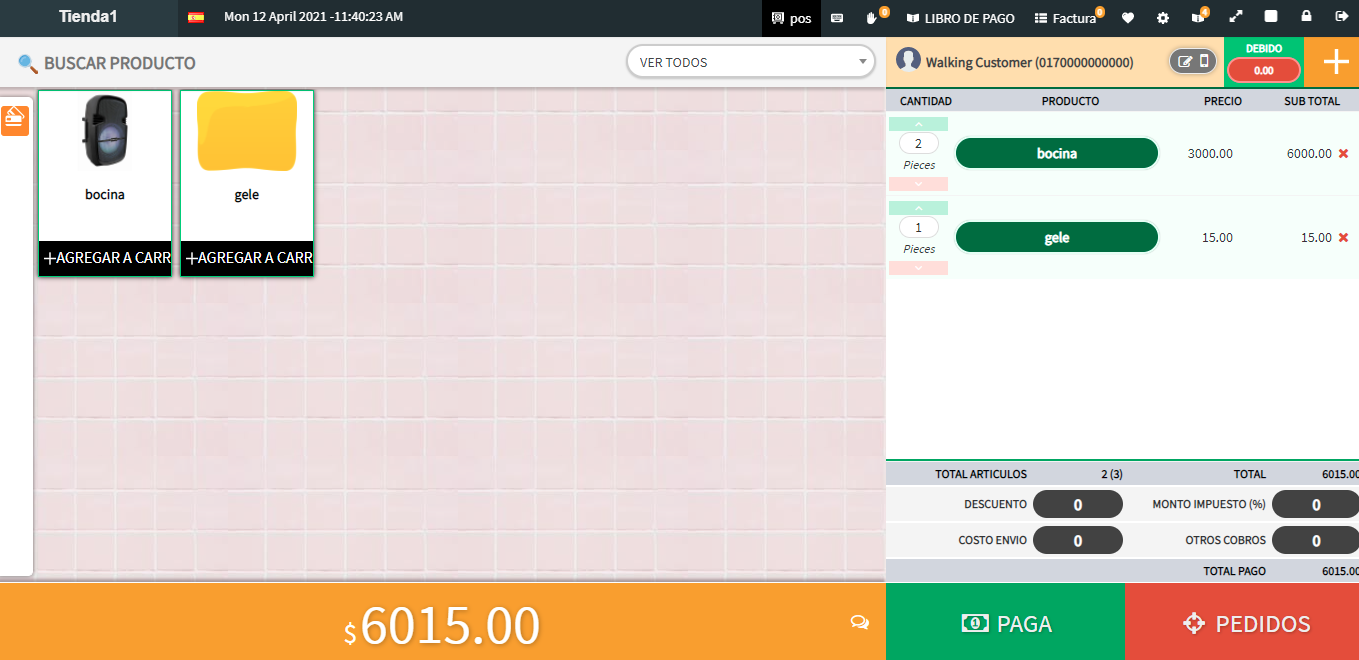 Tienda1 Mon 12 April 2021 -11:40:23 AM pos 0 LIBRO DE PAGO Factura 0 4
BUSCAR PRODUCTO VER TODOS Walking Customer (0170000000000) DEBIDO 0.00
CANTIDAD PRODUCTO PRECIO SUB TOTAL
bocina
+AGREGAR A CARR
gele
+AGREGAR A CARR
2 Pieces bocina 3000.00 6000.00
1 Pieces gele 15.00 15.00
TOTAL ARTICULOS 2 (3) TOTAL 6015.00
DESCUENTO 0 MONTO IMPUESTO (%) 0
COSTO ENVIO 0 OTROS COBROS 0
TOTAL PAGO 6015.00
$6015.00 PAGA PEDIDOS